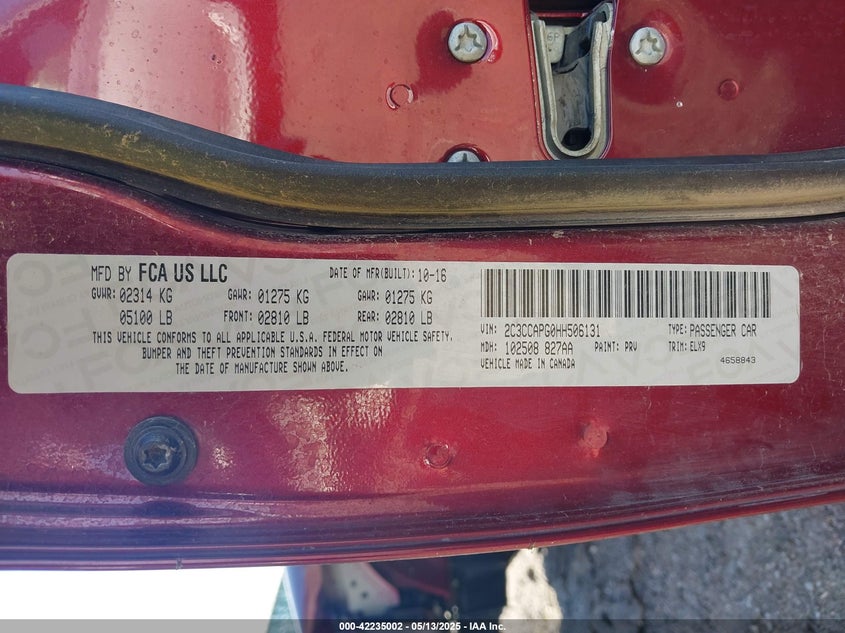 6P
MFD BY FCA US LLC DATE OF MFR(BUILT): 10-16
GVWR: 02314 KG GAWR: 01275 KG GAWR: 01275 KG
05100 LB FRONT: 02810 LB REAR: 02810 LB
THIS VEHICLE CONFORMS TO ALL APPLICABLE U.S.A. FEDERAL MOTOR VEHICLE SAFETY,
BUMPER AND THEFT PREVENTION STANDARDS IN EFFECT ON
THE DATE OF MANUFACTURE SHOWN ABOVE.
VIN: 2C3CCAPG0HH506131 TYPE: PASSENGER CAR
MDH: 102508 827AA PAINT: PRV TRIM: ELX9
VEHICLE MADE IN CANADA 4658843
000-42235002 - 05/13/2025 - IAA Inc.